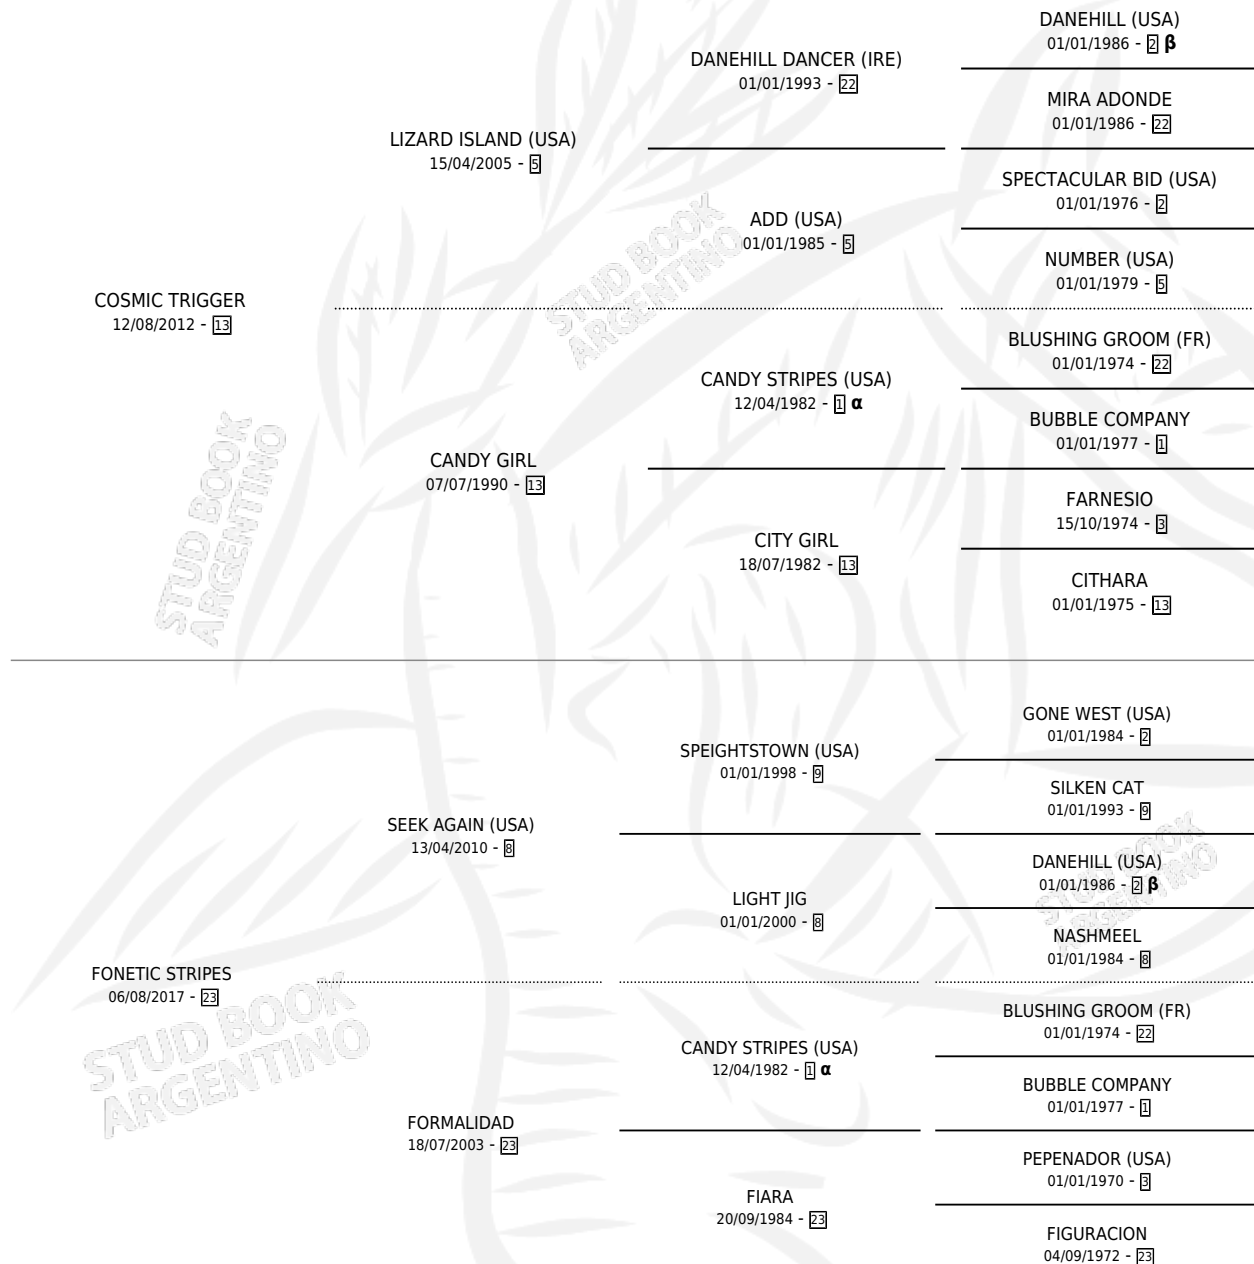 COSMIC TRIGGER
12/08/2012 - 13
LIZARD ISLAND (USA)
15/04/2005 - 5
DANEHILL DANCER (IRE)
01/01/1993 - 22
DANEHILL (USA)
01/01/1986 - 2 β
MIRA ADONDE
01/01/1986 - 22
ADD (USA)
01/01/1985 - 5
SPECTACULAR BID (USA)
01/01/1976 - 2
NUMBER (USA)
01/01/1979 - 5
CANDY GIRL
07/07/1990 - 13
CANDY STRIPES (USA)
12/04/1982 - 1 α
BLUSHING GROOM (FR)
01/01/1974 - 22
BUBBLE COMPANY
01/01/1977 - 1
CITY GIRL
18/07/1982 - 13
FARNESIO
15/10/1974 - 3
CITHARA
01/01/1975 - 13
FONETIC STRIPES
06/08/2017 - 23
SEEK AGAIN (USA)
13/04/2010 - 8
SPEIGHTSTOWN (USA)
01/01/1998 - 9
GONE WEST (USA)
01/01/1984 - 2
SILKEN CAT
01/01/1993 - 9
LIGHT JIG
01/01/2000 - 8
DANEHILL (USA)
01/01/1986 - 2 β
NASHMEEL
01/01/1984 - 8
FORMALIDAD
18/07/2003 - 23
CANDY STRIPES (USA)
12/04/1982 - 1 α
BLUSHING GROOM (FR)
01/01/1974 - 22
BUBBLE COMPANY
01/01/1977 - 1
FIARA
20/09/1984 - 23
PEPENADOR (USA)
01/01/1970 - 3
FIGURACION
04/09/1972 - 23
STUD BOOK
ARGENTINO
STUD BOOK
ARGENTINO
STUD BOOK
ARGENTINO
STUD BOOK
ARGENTINO